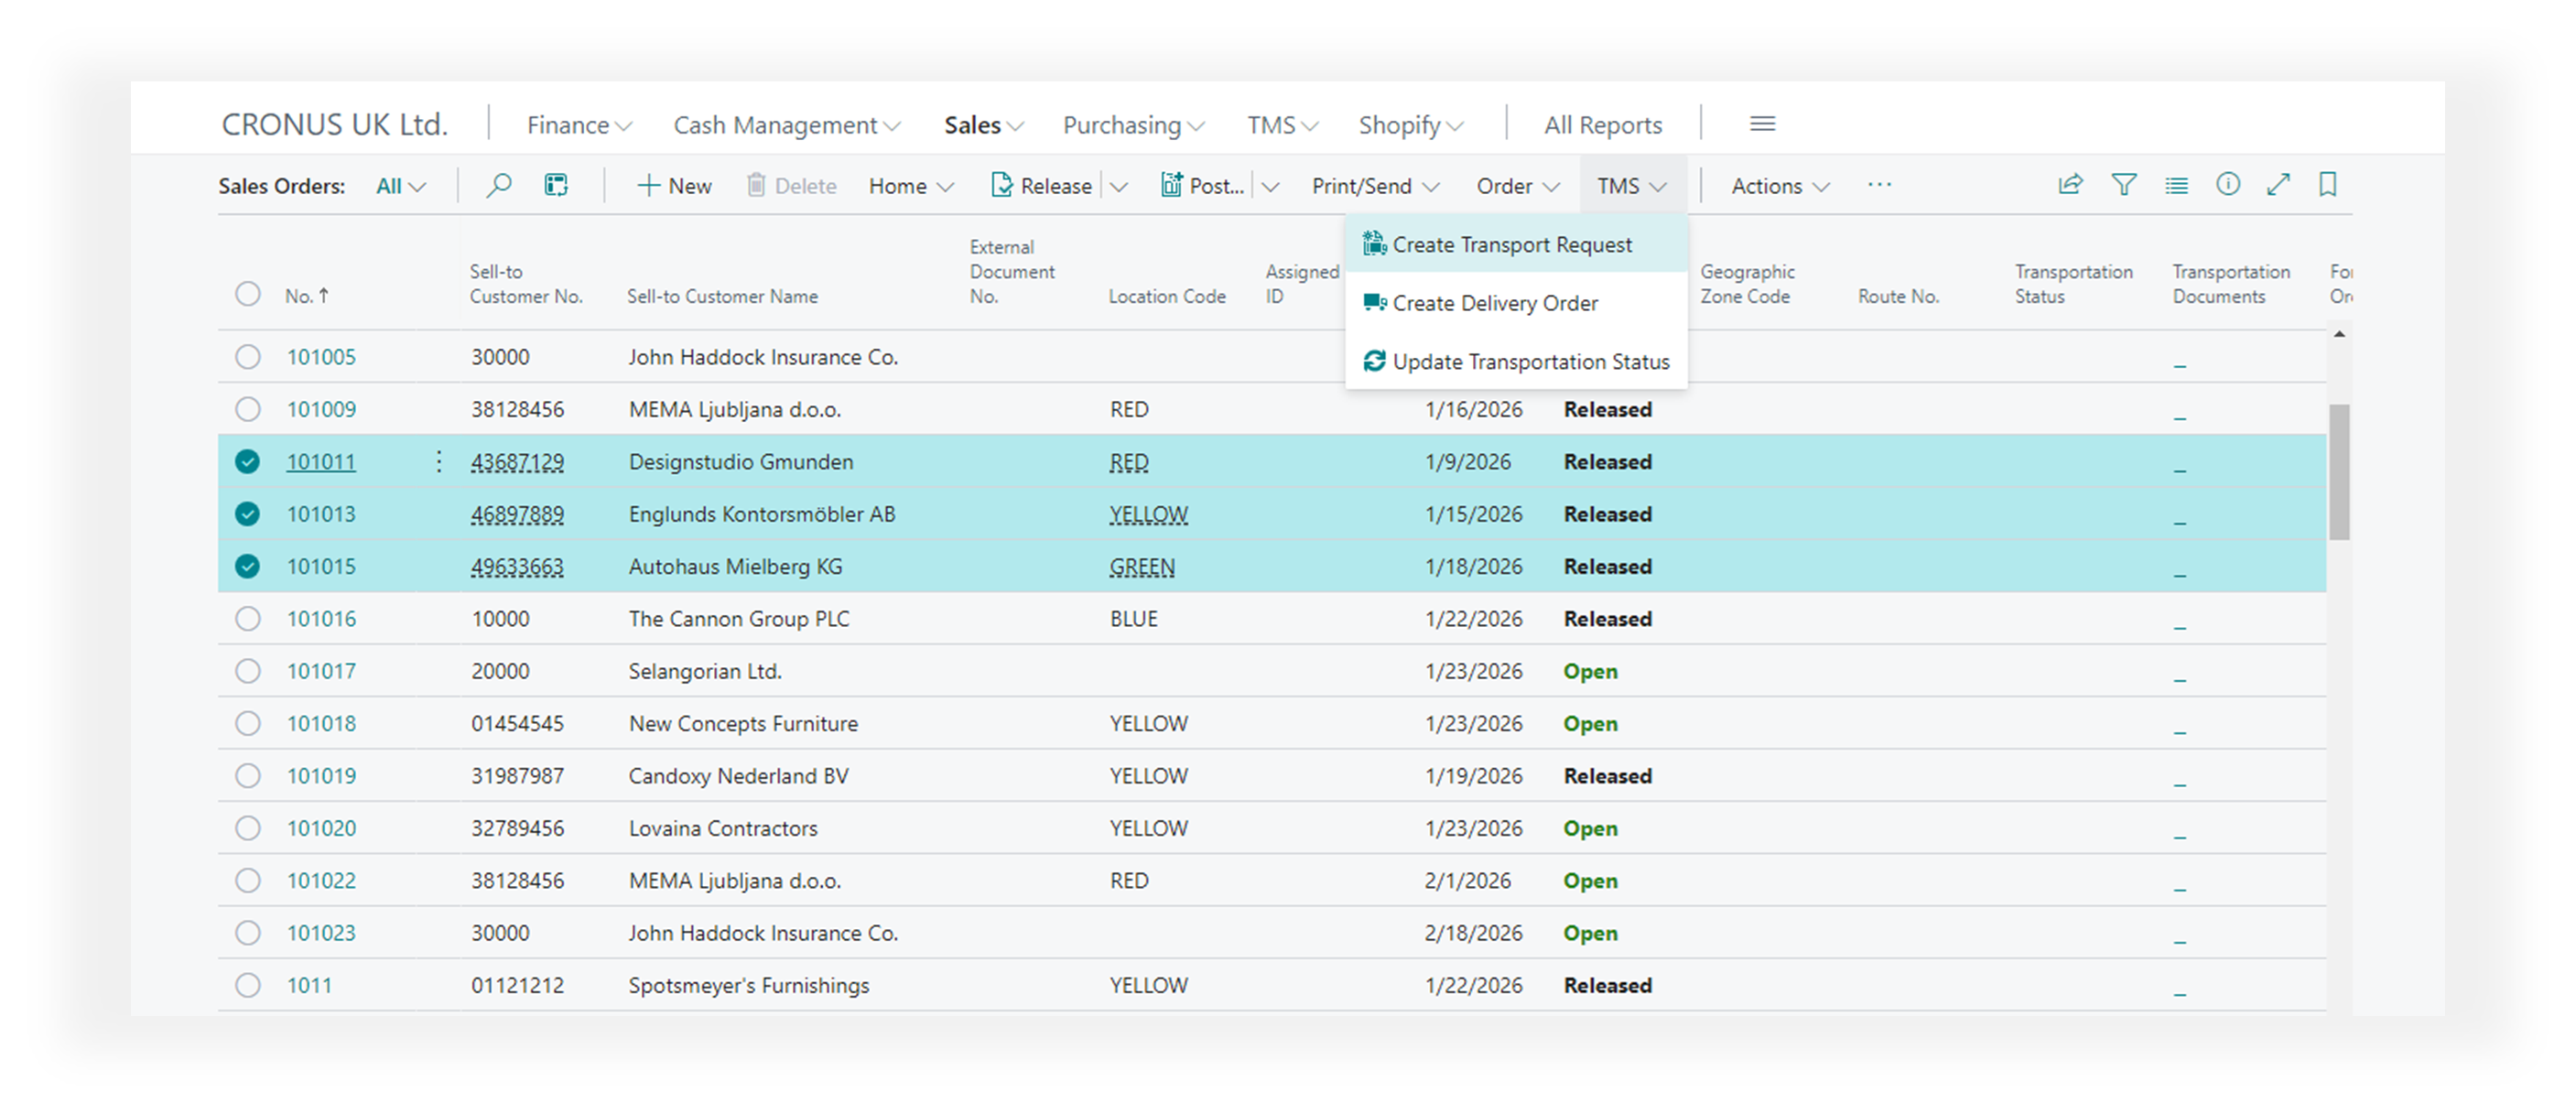 CRONUS UK Ltd. Finance Cash Management Sales Purchasing TMS Shopify All Reports
Sales Orders: All New Delete Home Release Post... Print/Send Order TMS Actions ...
Create Transport Request
Create Delivery Order
Update Transportation Status
No. ↑ Sell-to Customer No. Sell-to Customer Name External Document No. Location Code Assigned ID Geographic Zone Code Route No. Transportation Status Transportation Documents
101005 30000 John Haddock Insurance Co. _
101009 38128456 MEMA Ljubljana d.o.o. RED 1/16/2026 Released _
101011 43687129 Designstudio Gmunden RED 1/9/2026 Released _
101013 46897889 Englunds Kontorsmöbler AB YELLOW 1/15/2026 Released _
101015 49633663 Autohaus Mielberg KG GREEN 1/18/2026 Released _
101016 10000 The Cannon Group PLC BLUE 1/22/2026 Released _
101017 20000 Selangorian Ltd. 1/23/2026 Open _
101018 01454545 New Concepts Furniture YELLOW 1/23/2026 Open _
101019 31987987 Candoxy Nederland BV YELLOW 1/19/2026 Released _
101020 32789456 Lovaina Contractors YELLOW 1/23/2026 Open _
101022 38128456 MEMA Ljubljana d.o.o. RED 2/1/2026 Open _
101023 30000 John Haddock Insurance Co. 2/18/2026 Open _
1011 01121212 Spotsmeyer's Furnishings YELLOW 1/22/2026 Released _